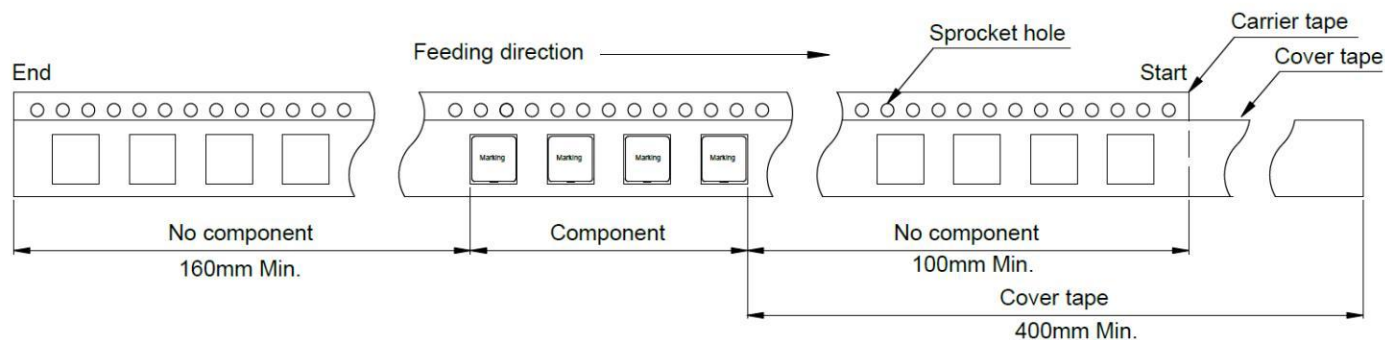 Sprocket hole
Carrier tape
Feeding direction
Cover tape
End
Start
Marking
Marking
Marking
Marking
No component
Component
No component
160mm Min.
100mm Min.
Cover tape
400mm Min.